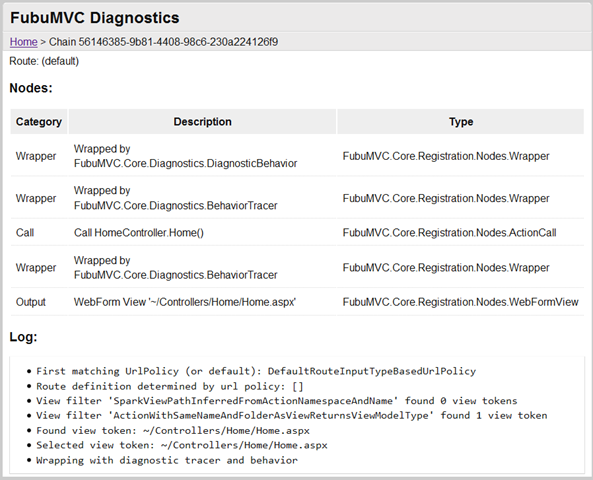 FubuMVC Diagnostics
Home > Chain 56146385-9b81-4408-98c6-230a224126f9
Route: (default)
Nodes:
Category Description Type
Wrapper Wrapped by FubuMVC.Core.Registration.Nodes.Wrapper
FubuMVC.Core.Diagnostics.DiagnosticBehavior
Wrapper Wrapped by FubuMVC.Core.Registration.Nodes.Wrapper
FubuMVC.Core.Diagnostics.BehaviorTracer
Call Call HomeController.Home() FubuMVC.Core.Registration.Nodes.ActionCall
Wrapper Wrapped by FubuMVC.Core.Registration.Nodes.Wrapper
FubuMVC.Core.Diagnostics.BehaviorTracer
Output WebForm View '~/Controllers/Home/Home.aspx' FubuMVC.Core.Registration.Nodes.WebFormView
Log:
• First matching UrlPolicy (or default): DefaultRouteInputTypeBasedUrlPolicy
• Route definition determined by url policy: []
• View filter 'SparkViewPathInferredFromActionNamespaceAndName' found 0 view tokens
• View filter 'ActionWithSameNameAndFolderAsViewReturnsViewModelType' found 1 view token
• Found view token: ~/Controllers/Home/Home.aspx
• Selected view token: ~/Controllers/Home/Home.aspx
• Wrapping with diagnostic tracer and behavior